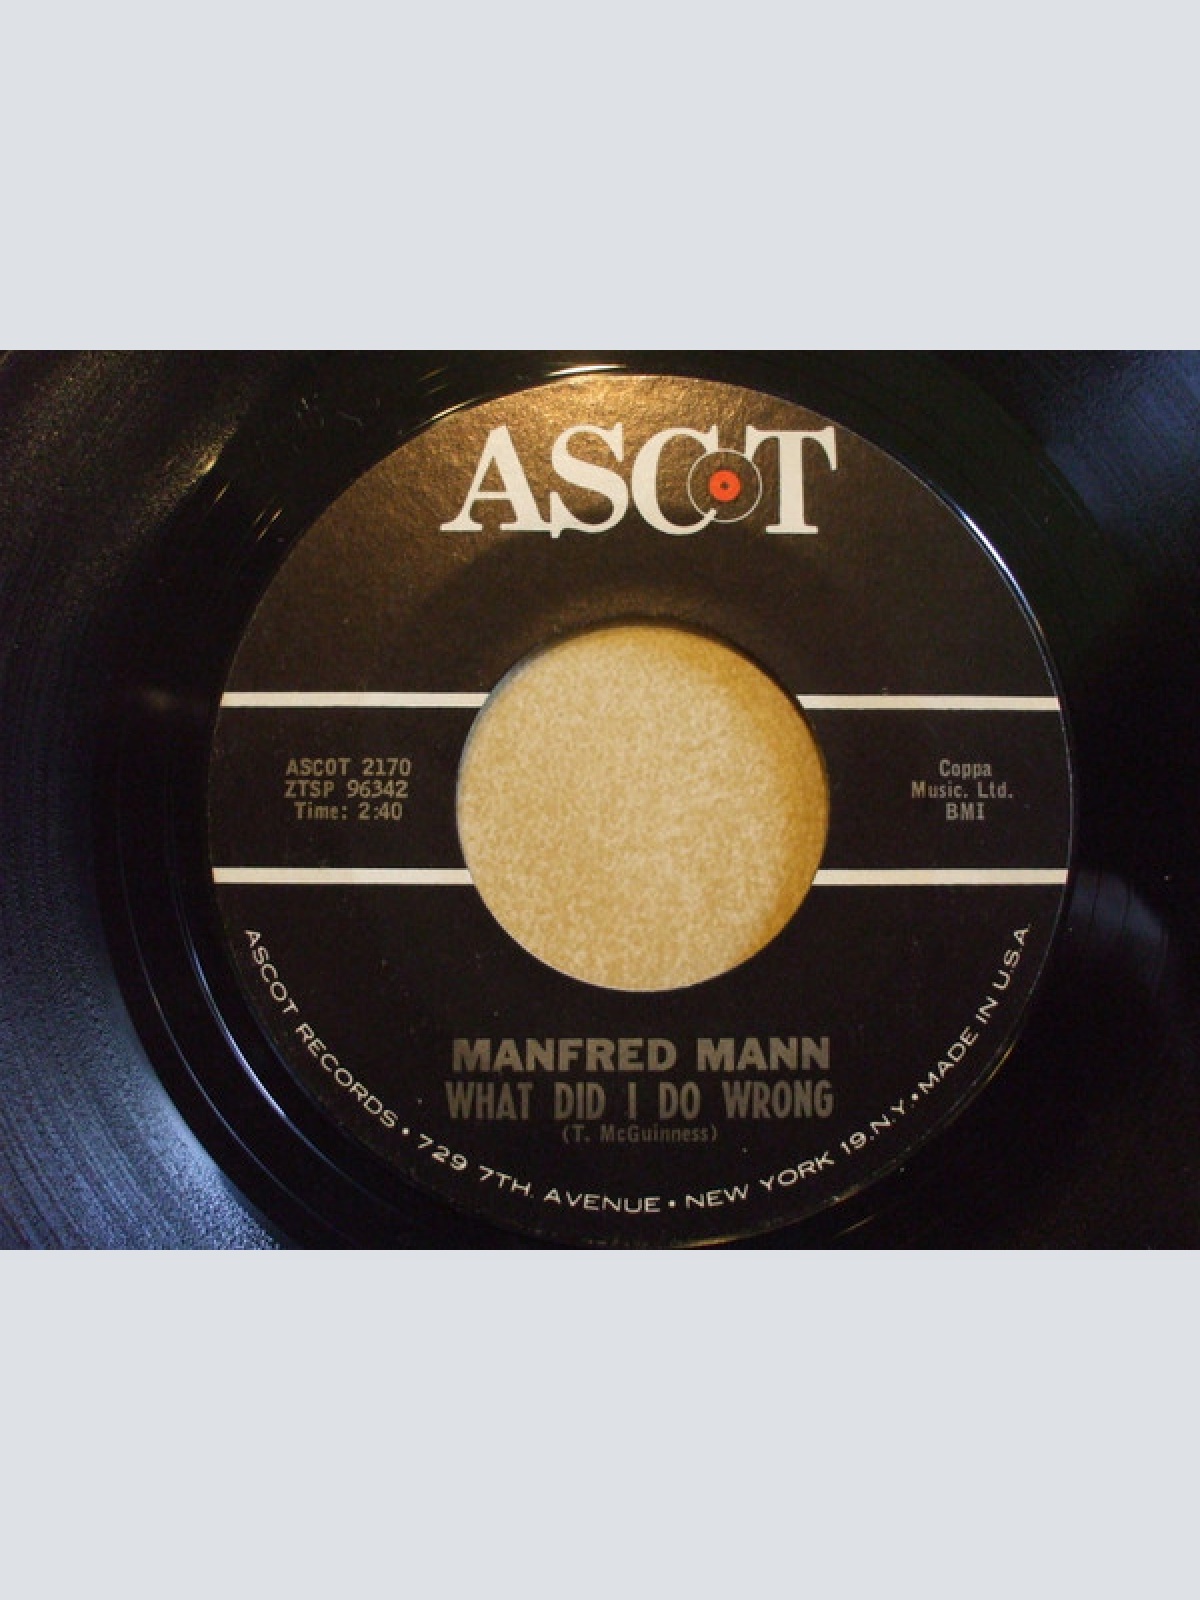 ASCOT
ASCOT 2170
ZTSP 96342
Time: 2:40
Coppa
Music. Ltd.
BMI
MANFRED MANN
WHAT DID I DO WRONG
(T. McGuinness)
ASCOT RECORDS • 729 7TH. AVENUE • NEW YORK 19.N.Y. • MADE IN U.S.A.